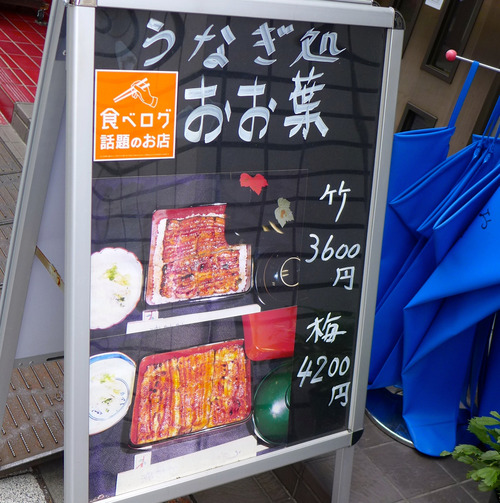 うなぎ処
おお葉
食べログ
話題のお店
竹
3600
円
梅
4200
円